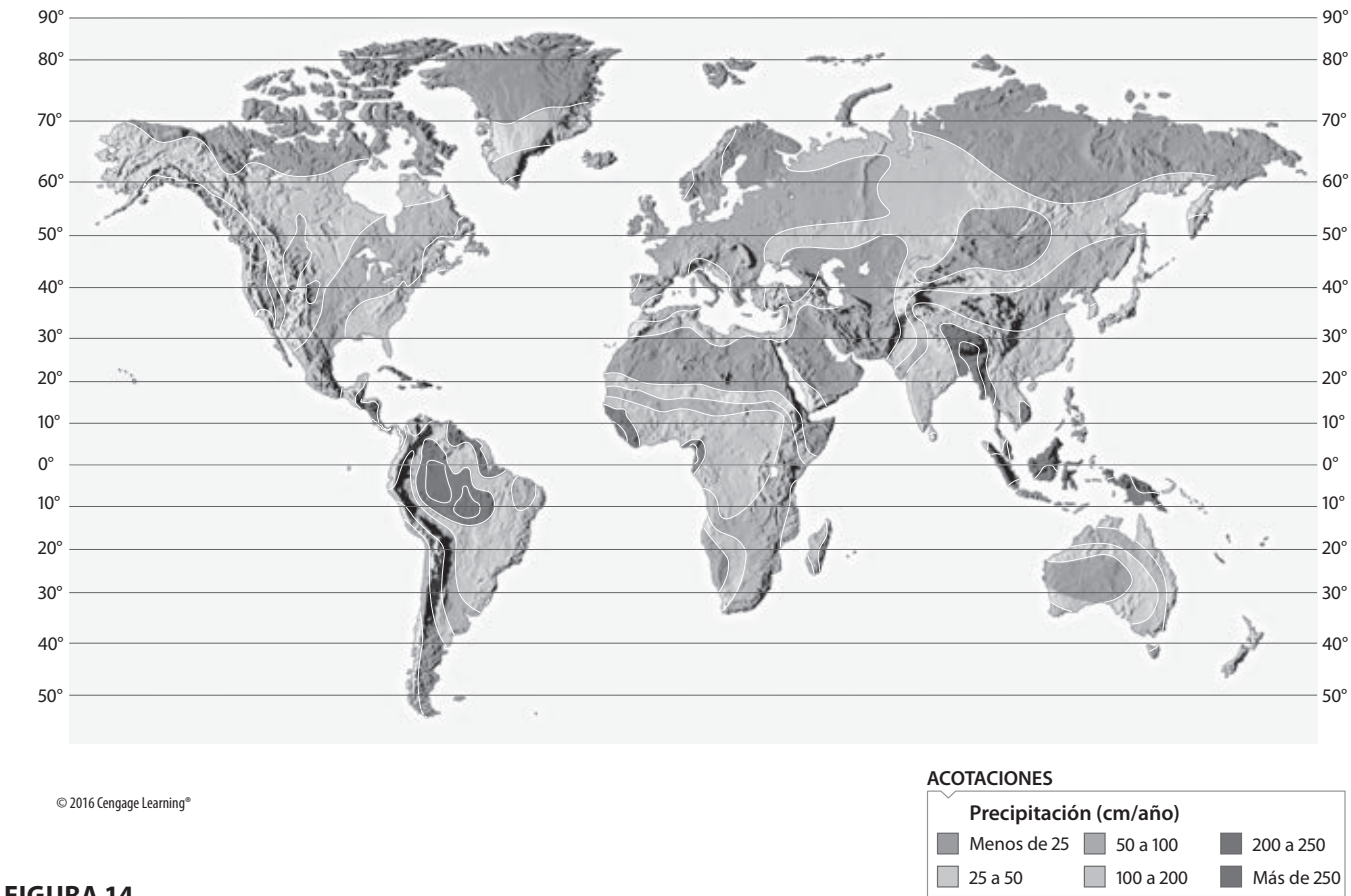 90° 90°
80° 80°
70° 70°
60° 60°
50° 50°
40° 40°
30° 30°
20° 20°
10° 10°
0° 0°
10° 10°
20° 20°
30° 30°
40° 40°
50° 50°
© 2016 Cengage Learning®
ACOTACIONES
Precipitación (cm/año)
Menos de 25 50 a 100 200 a 250
25 a 50 100 a 200 Más de 250
FIGURA 14